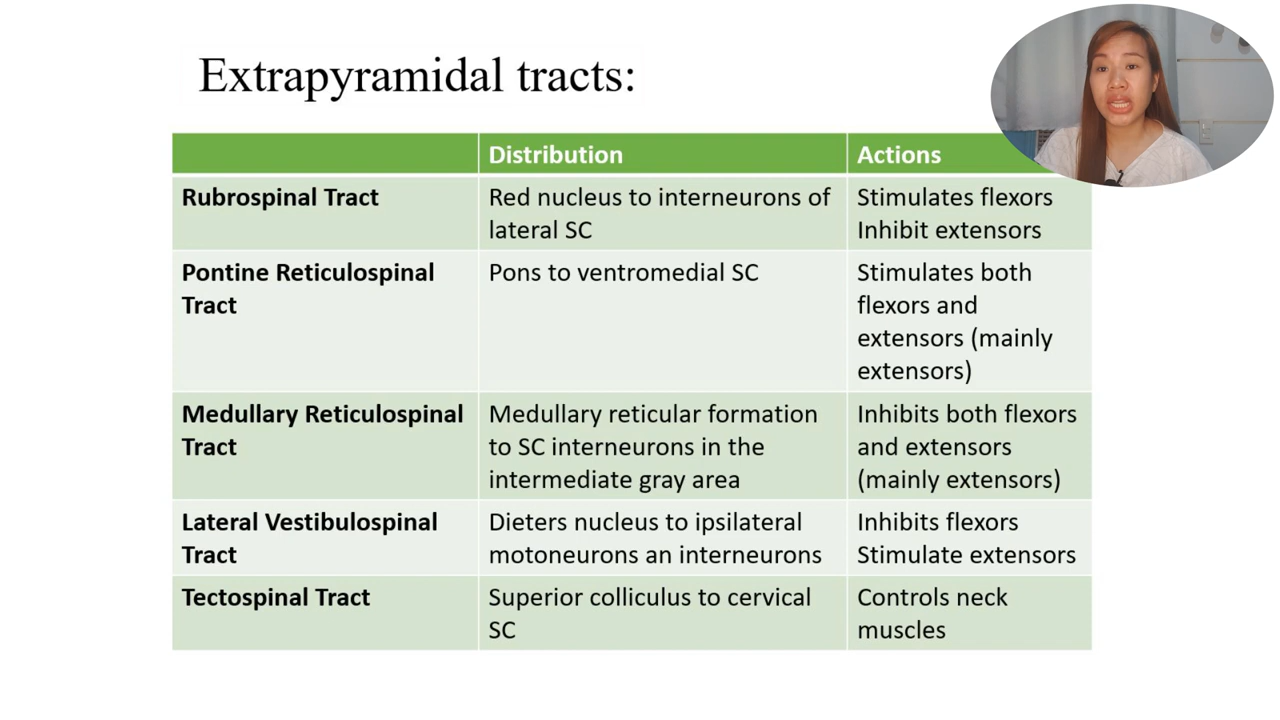 Extrapyramidal tracts:
Distribution
Actions
Rubrospinal Tract
Red nucleus to interneurons of
lateral SC
Stimulates flexors
Inhibit extensors
Pontine Reticulospinal
Tract
Pons to ventromedial SC
Stimulates both
flexors and
extensors (mainly
extensors)
Medullary Reticulospinal
Tract
Medullary reticular formation
to SC interneurons in the
intermediate gray area
Inhibits both flexors
and extensors
(mainly extensors)
Lateral Vestibulospinal
Tract
Dieters nucleus to ipsilateral
motoneurons an interneurons
Inhibits flexors
Stimulate extensors
Tectospinal Tract
Superior colliculus to cervical
SC
Controls neck
muscles